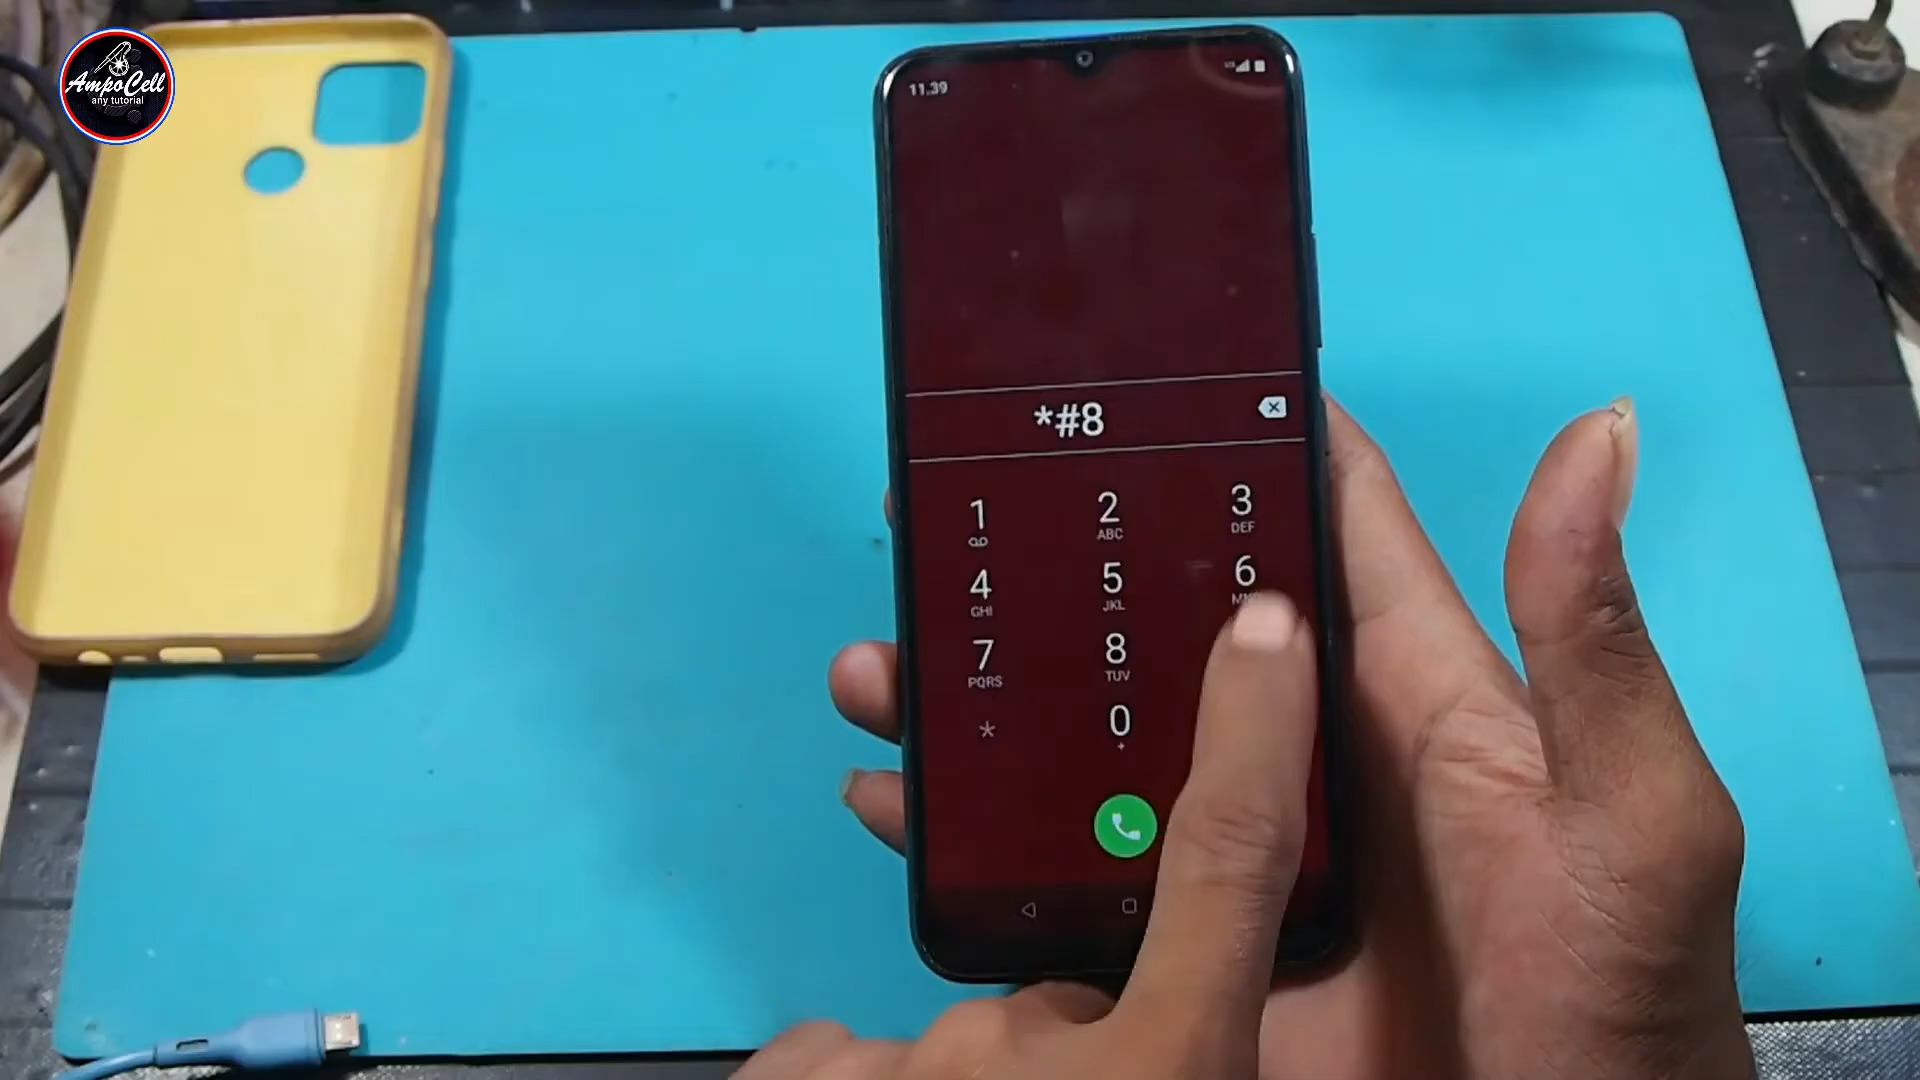 AmpoCell
any tutorial
11.39
*#8
1
2
ABC
3
DEF
4
GHI
5
JKL
6
7
PQRS
8
TUV
*
0
+